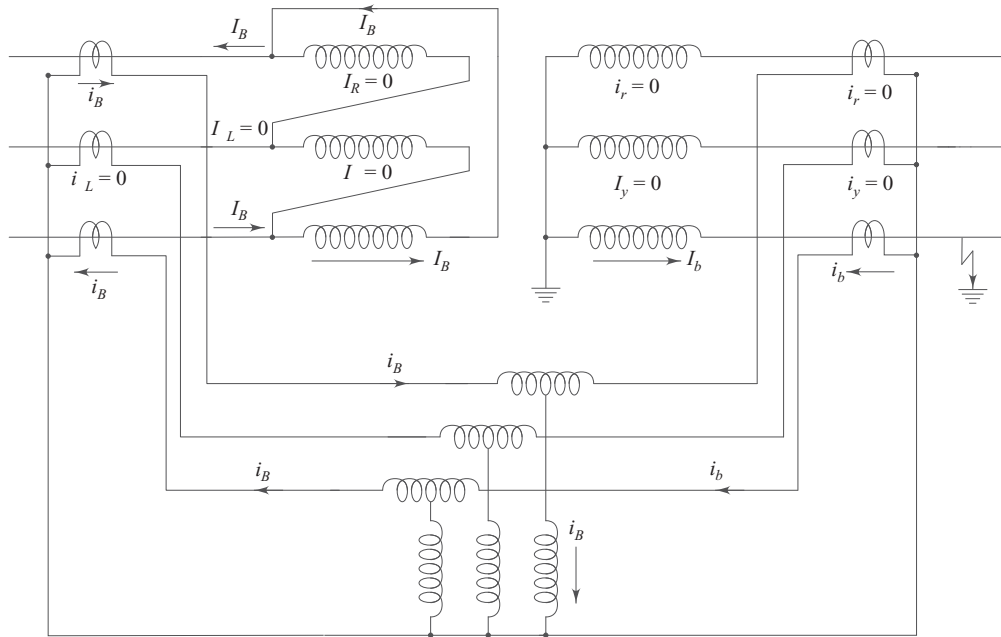 I_B
I_B
I_R = 0
i_r = 0
i_r = 0
i_B
I_L = 0
i_L = 0
I = 0
I_y = 0
i_y = 0
I_B
I_B
I_b
i_b
i_B
i_B
i_B
i_b
i_B